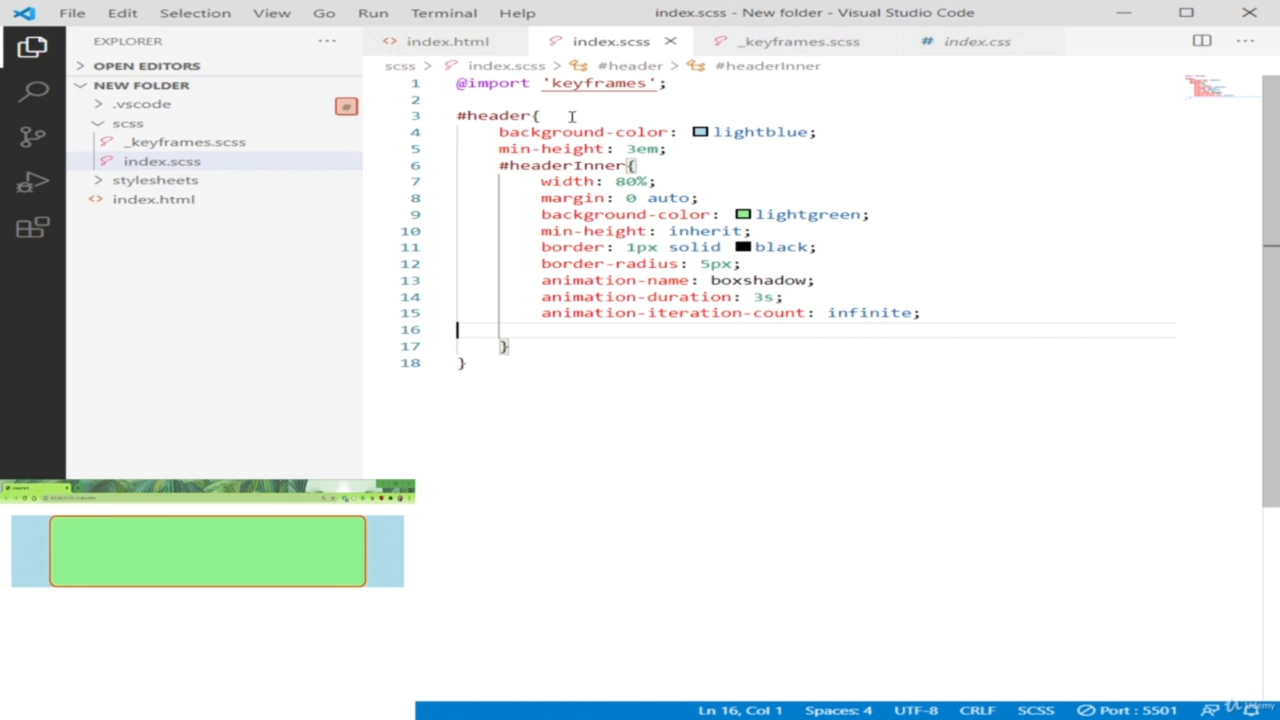 File Edit Selection View Go Run Terminal Help index.scss - New folder - Visual Studio Code
EXPLORER ···
OPEN EDITORS
NEW FOLDER
.vscode
#
scss
_keyframes.scss
index.scss
stylesheets
<> index.html
<> index.html index.scss _keyframes.scss # index.css
scss > index.scss > #header > #headerInner
1 @import 'keyframes';
2
3 #header{
4 background-color: lightblue;
5 min-height: 3em;
6 #headerInner{
7 width: 80%;
8 margin: 0 auto;
9 background-color: lightgreen;
10 min-height: inherit;
11 border: 1px solid black;
12 border-radius: 5px;
13 animation-name: boxshadow;
14 animation-duration: 3s;
15 animation-iteration-count: infinite;
16
17 }
18 }
Ln 16, Col 1 Spaces: 4 UTF-8 CRLF SCSS Port : 5501
Udemy